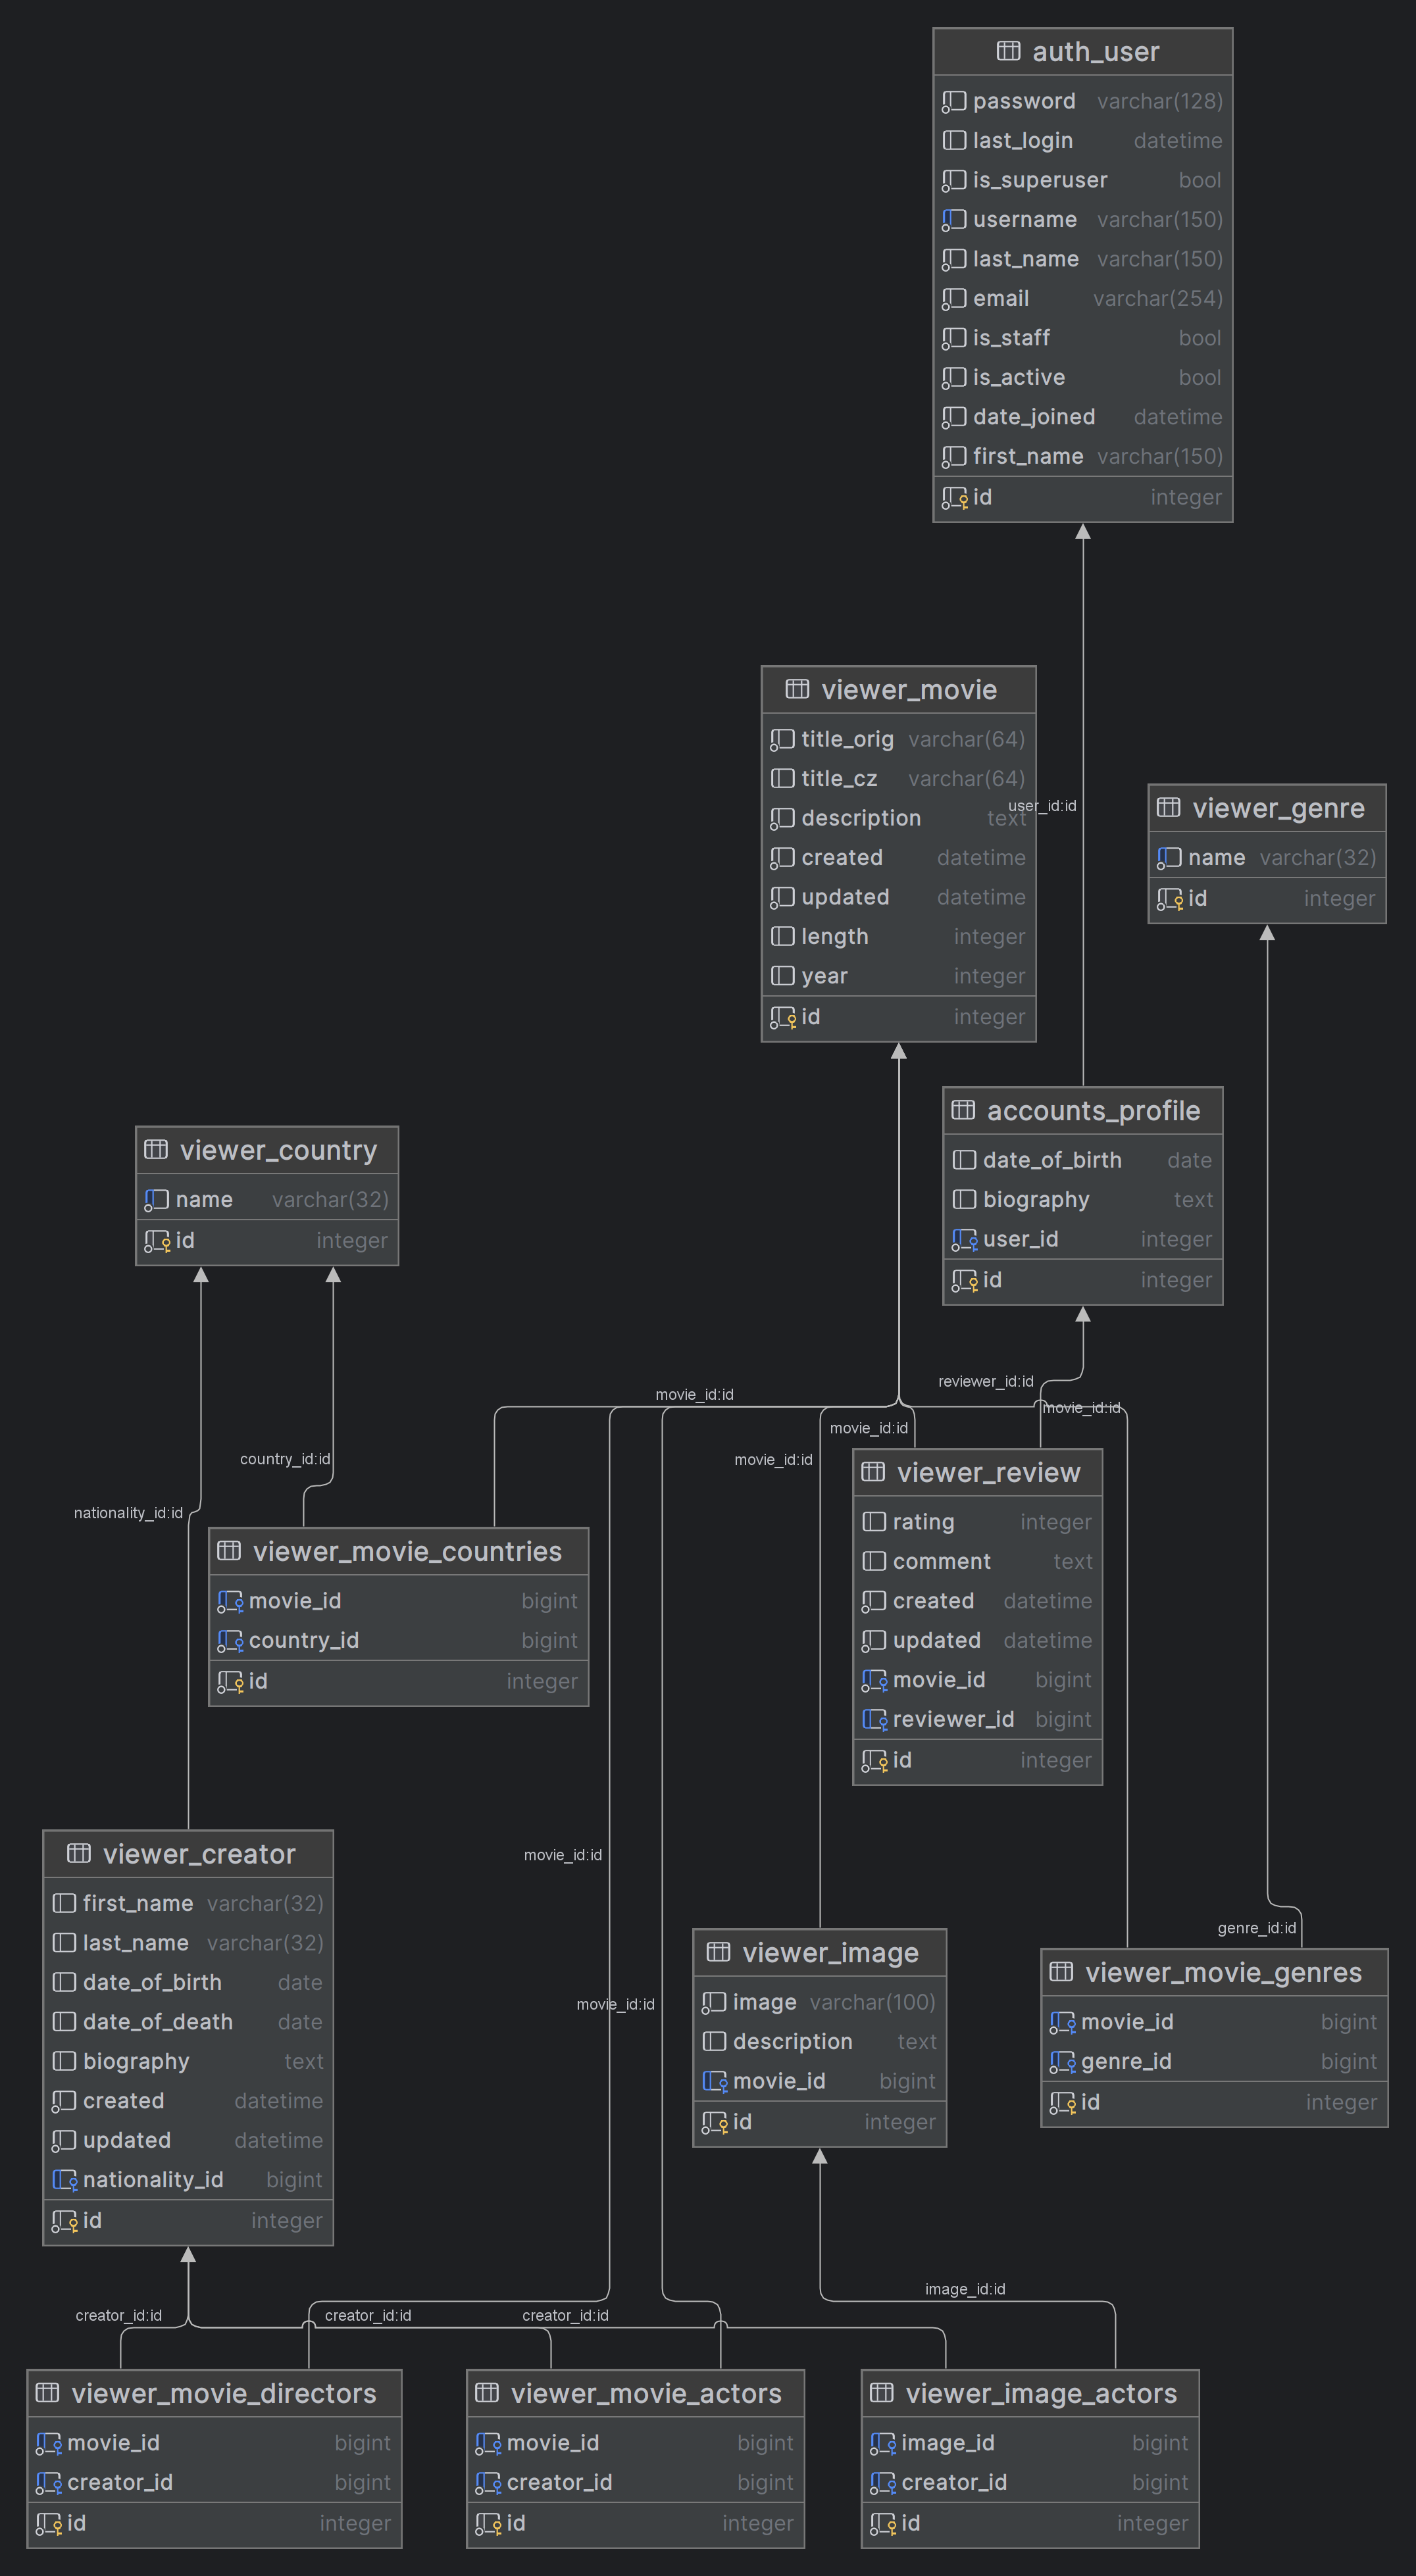 auth_user
password varchar(128)
last_login datetime
is_superuser bool
username varchar(150)
last_name varchar(150)
email varchar(254)
is_staff bool
is_active bool
date_joined datetime
first_name varchar(150)
id integer
viewer_movie
title_orig varchar(64)
title_cz varchar(64)
description text
created datetime
updated datetime
length integer
year integer
id integer
user_id:id
viewer_genre
name varchar(32)
id integer
accounts_profile
date_of_birth date
biography text
user_id integer
id integer
viewer_country
name varchar(32)
id integer
reviewer_id:id
movie_id:id
movie_id:id
movie_id:id
movie_id:id
country_id:id
nationality_id:id
viewer_review
rating integer
comment text
created datetime
updated datetime
movie_id bigint
reviewer_id bigint
id integer
viewer_movie_countries
movie_id bigint
country_id bigint
id integer
movie_id:id
viewer_creator
first_name varchar(32)
last_name varchar(32)
date_of_birth date
date_of_death date
biography text
created datetime
updated datetime
nationality_id bigint
id integer
movie_id:id
viewer_image
image varchar(100)
description text
movie_id bigint
id integer
genre_id:id
viewer_movie_genres
movie_id bigint
genre_id bigint
id integer
image_id:id
creator_id:id
creator_id:id
creator_id:id
viewer_movie_directors
movie_id bigint
creator_id bigint
id integer
viewer_movie_actors
movie_id bigint
creator_id bigint
id integer
viewer_image_actors
image_id bigint
creator_id bigint
id integer